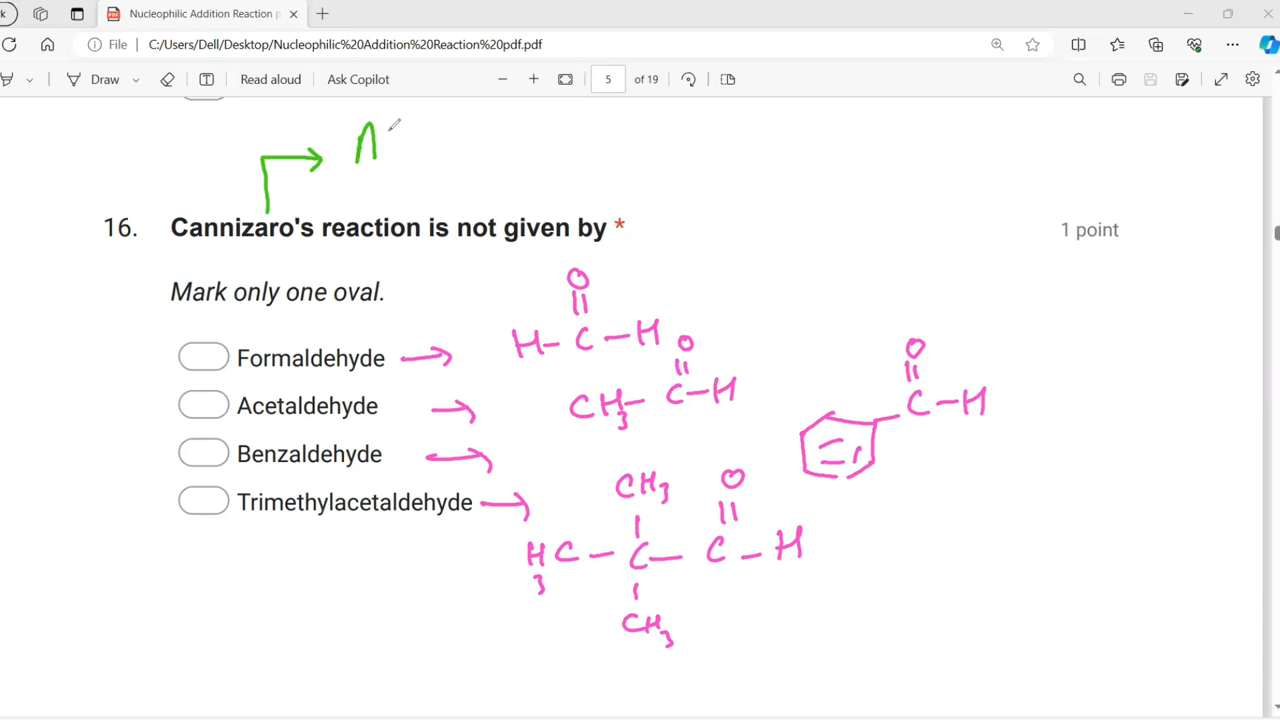 Nucleophilic Addition Reaction p
File C:/Users/Dell/Desktop/Nucleophilic%20Addition%20Reaction%20pdf.pdf
Draw Read aloud Ask Copilot 5 of 19
16. Cannizaro's reaction is not given by * 1 point
Mark only one oval.
O
H-C-H
Formaldehyde
O
CH3-C-H
Acetaldehyde
O
C-H
Benzaldehyde
Trimethylacetaldehyde
CH3 O
H3C-C-C-H
CH3